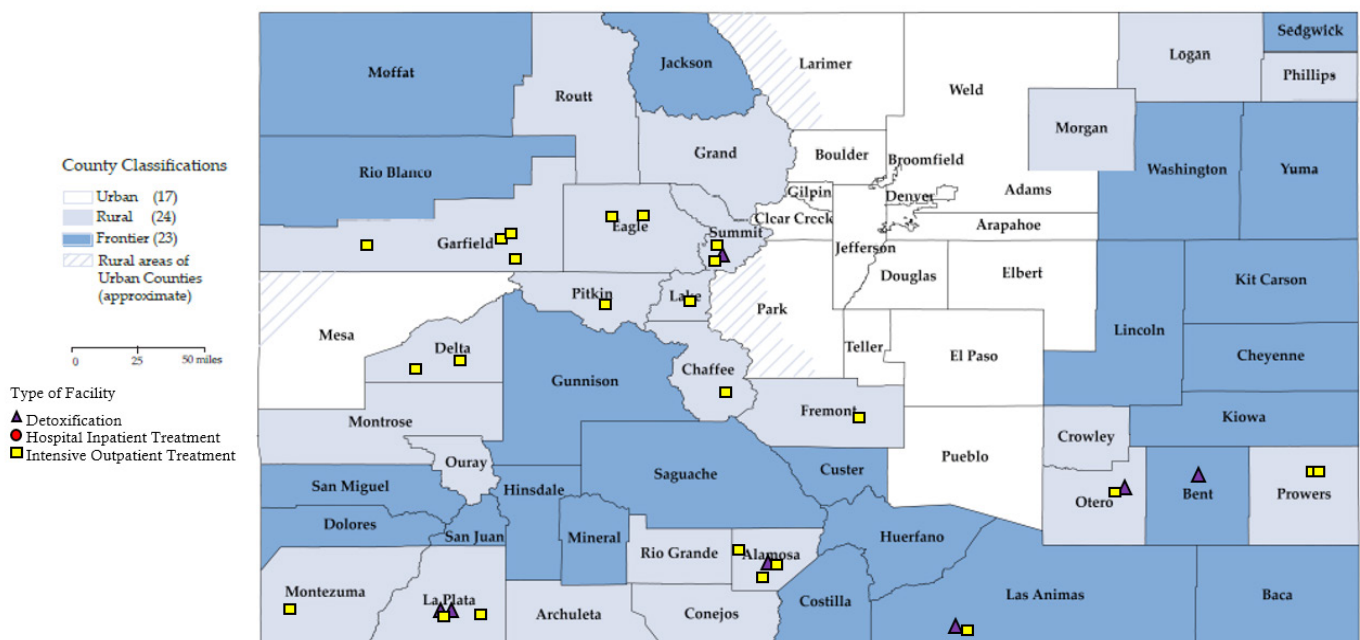 County Classifications
Urban (17)
Rural (24)
Frontier (23)
Rural areas of
Urban Counties
(approximate)
0 25 50 miles
Type of Facility
Detoxification
Hospital Inpatient Treatment
Intensive Outpatient Treatment
Moffat
Routt
Jackson
Larimer
Weld
Logan
Sedgwick
Phillips
Morgan
Rio Blanco
Grand
Boulder
Broomfield
Washington
Yuma
Gilpin
Denver
Adams
Clear Creek
Arapahoe
Garfield
Eagle
Summit
Jefferson
Douglas
Elbert
Kit Carson
Pitkin
Lake
Park
Lincoln
Mesa
Delta
Teller
El Paso
Cheyenne
Gunnison
Chaffee
Fremont
Kiowa
Montrose
Crowley
Ouray
Saguache
Custer
Pueblo
San Miguel
Hinsdale
Otero
Bent
Prowers
Dolores
San Juan
Mineral
Rio Grande
Alamosa
Huerfano
Montezuma
La Plata
Archuleta
Conejos
Costilla
Las Animas
Baca